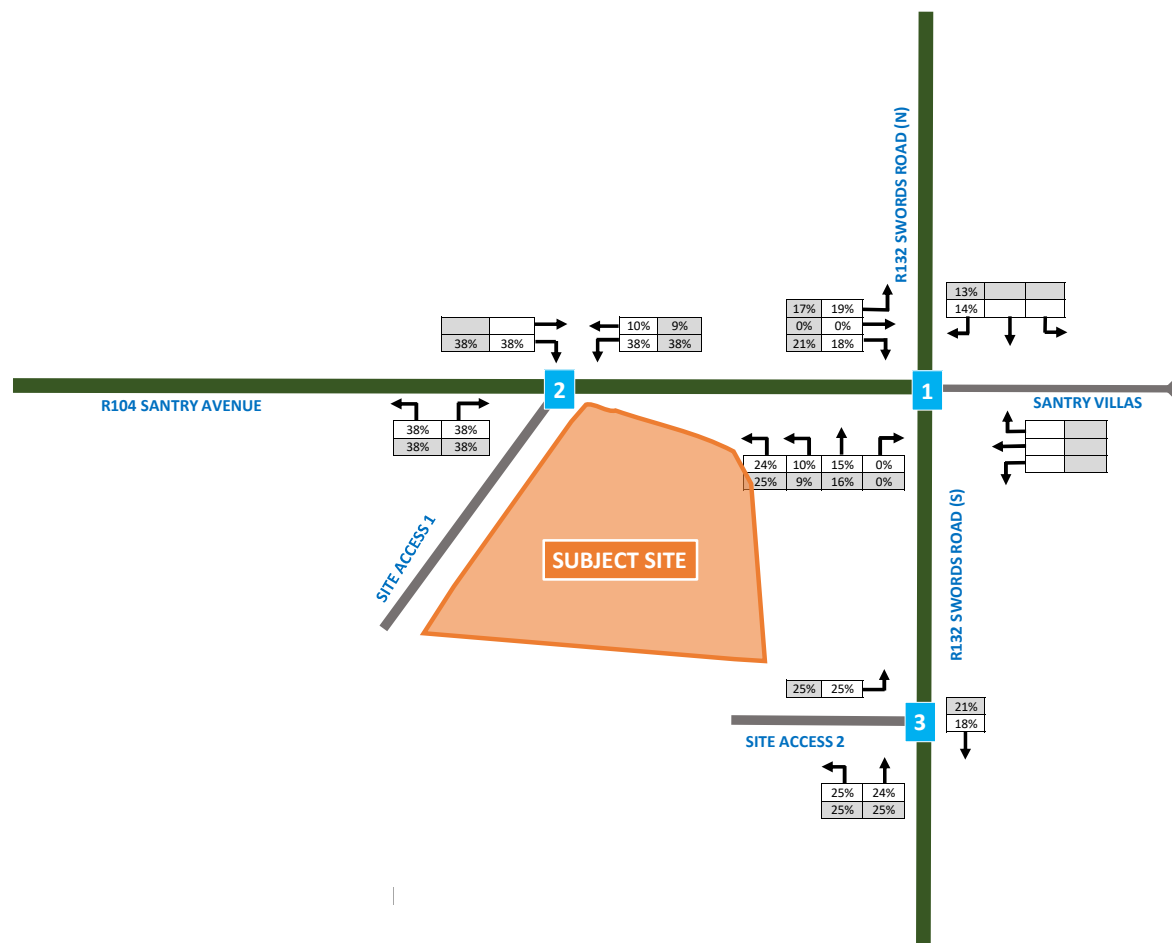 R132 SWORDS ROAD (N)
13%
14%
17% 19%
0% 0%
21% 18%
10% 9%
38% 38%
38% 38%
2
1
R104 SANTRY AVENUE
SANTRY VILLAS
38% 38%
38% 38%
24% 10% 15% 0%
25% 9% 16% 0%
SITE ACCESS 1
SUBJECT SITE
R132 SWORDS ROAD (S)
25% 25%
21%
18%
3
SITE ACCESS 2
25% 24%
25% 25%